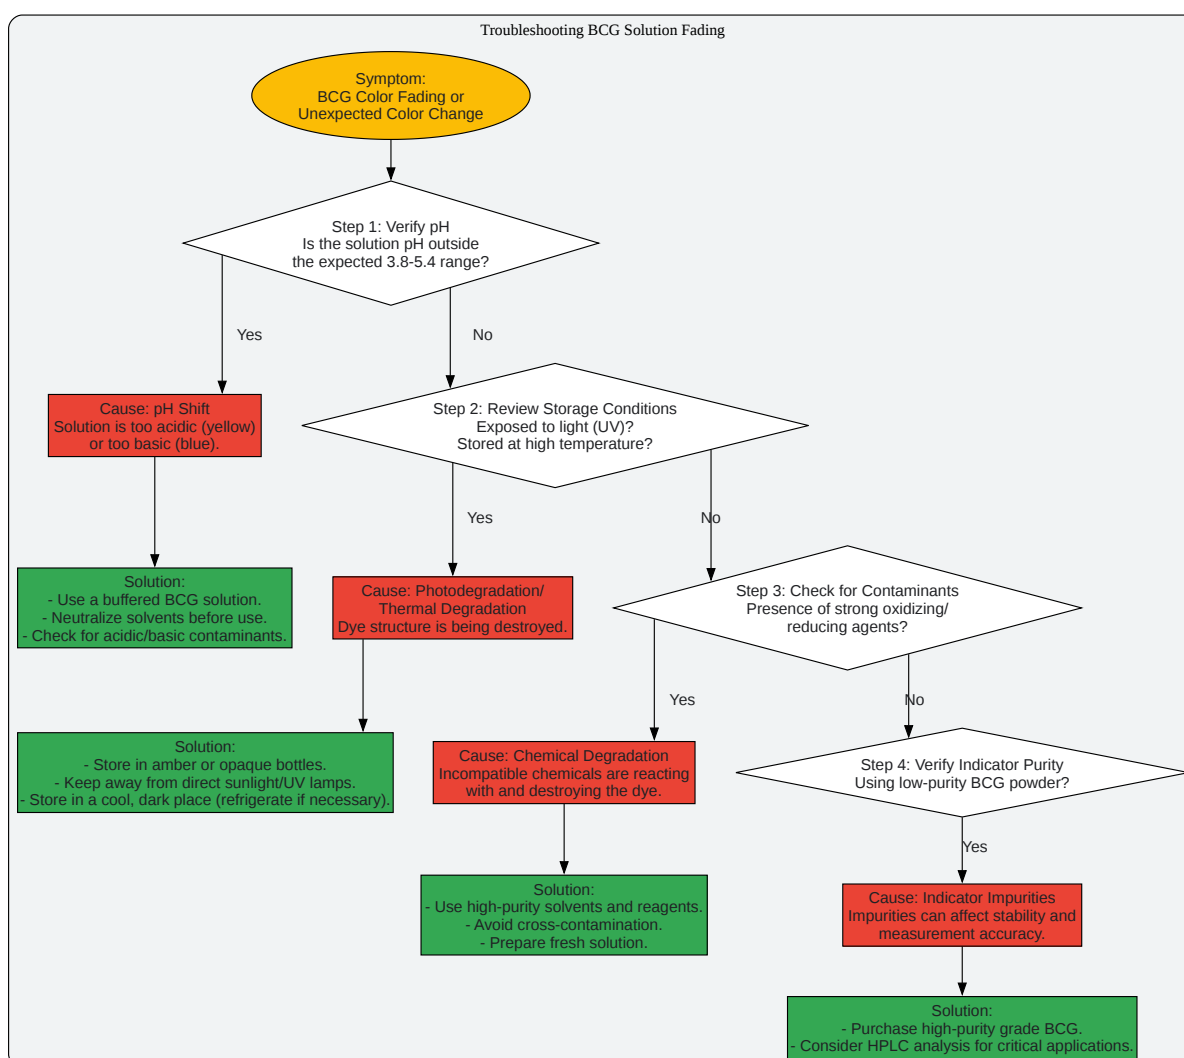 Troubleshooting BCG Solution Fading
Symptom:
BCG Color Fading or
Unexpected Color Change
Step 1: Verify pH
Is the solution pH outside
the expected 3.8-5.4 range?
Yes
No
Cause: pH Shift
Solution is too acidic (yellow)
or too basic (blue).
Step 2: Review Storage Conditions
Exposed to light (UV)?
Stored at high temperature?
Yes
No
Solution:
- Use a buffered BCG solution.
- Neutralize solvents before use.
- Check for acidic/basic contaminants.
Cause: Photodegradation/
Thermal Degradation
Dye structure is being destroyed.
Step 3: Check for Contaminants
Presence of strong oxidizing/
reducing agents?
Yes
No
Solution:
- Store in amber or opaque bottles.
- Keep away from direct sunlight/UV lamps.
- Store in a cool, dark place (refrigerate if necessary).
Cause: Chemical Degradation
Incompatible chemicals are reacting
with and destroying the dye.
Step 4: Verify Indicator Purity
Using low-purity BCG powder?
Yes
Solution:
- Use high-purity solvents and reagents.
- Avoid cross-contamination.
- Prepare fresh solution.
Cause: Indicator Impurities
Impurities can affect stability and
measurement accuracy.
Solution:
- Purchase high-purity grade BCG.
- Consider HPLC analysis for critical applications.